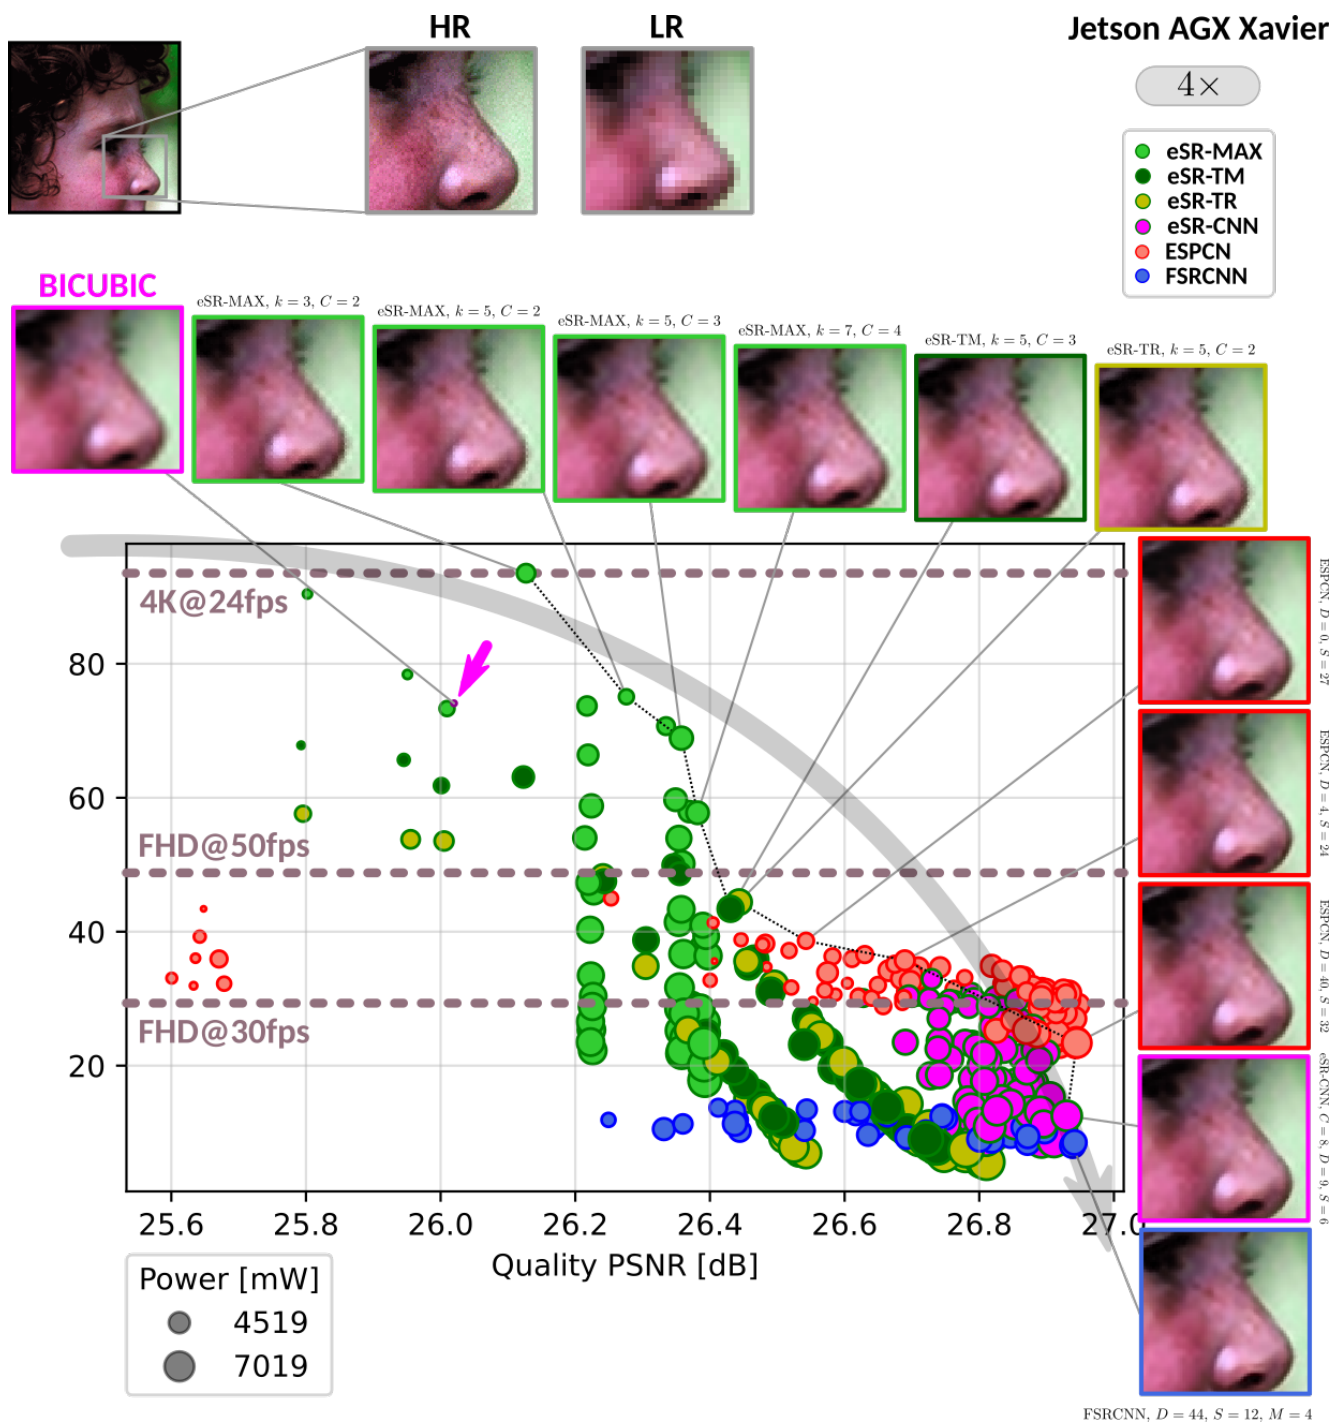 HR
LR
Jetson AGX Xavier
4×
eSR-MAX
eSR-TM
eSR-TR
eSR-CNN
ESPCN
FSRCNN
BICUBIC
eSR-MAX, k = 3, C = 2
eSR-MAX, k = 5, C = 2
eSR-MAX, k = 5, C = 3
eSR-MAX, k = 7, C = 4
eSR-TM, k = 5, C = 3
eSR-TR, k = 5, C = 2
ESPCN, D = 0, S = 27
ESPCN, D = 4, S = 24
ESPCN, D = 40, S = 32
eSR-CNN, C = 8, D = 9, S = 6
FSRCNN, D = 44, S = 12, M = 4
4K@24fps
FHD@50fps
FHD@30fps
80
60
40
20
25.6 25.8 26.0 26.2 26.4 26.6 26.8 27.0
Quality PSNR [dB]
Power [mW]
4519
7019